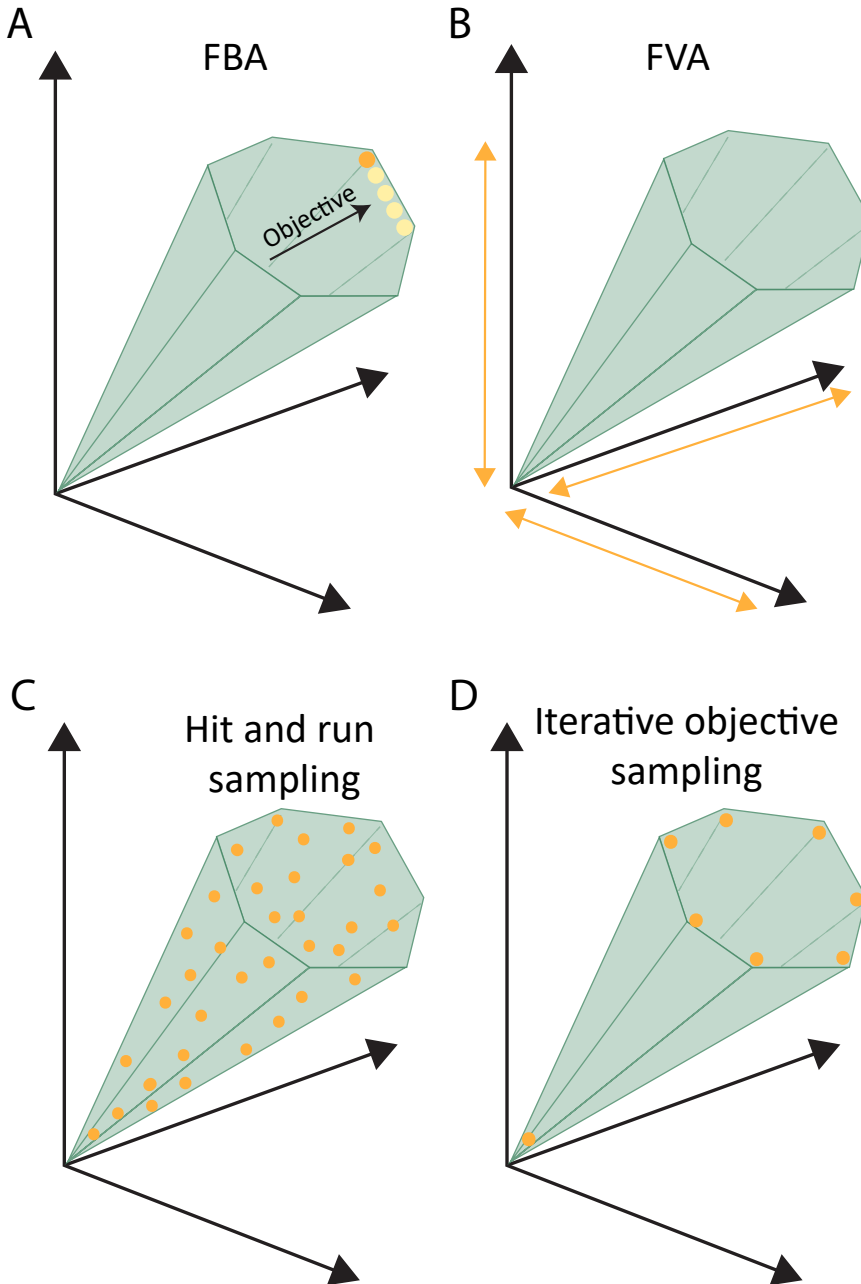 A
FBA
Objective
B
FVA
C
Hit and run
sampling
D
Iterative objective
sampling